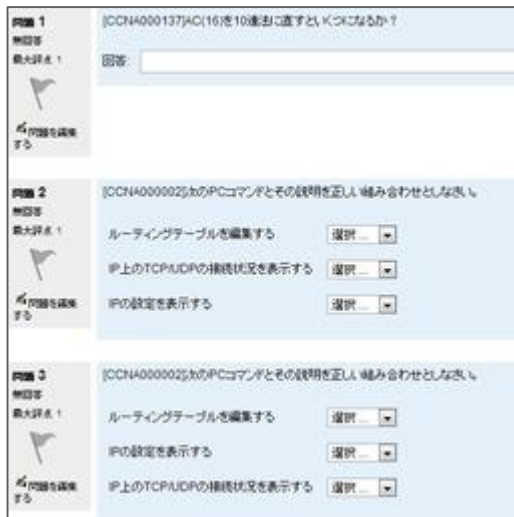 問題 1
無回答
最大評点 1
問題を編集
する
[CCNA000137]AC(16)を10進法に直すといくつになるか?
回答:
問題 2
無回答
最大評点 1
問題を編集
する
[CCNA000002]次のPCコマンドとその説明を正しい組み合わせとしなさい。
ルーティングテーブルを編集する 選択...
IP上のTCP/UDPの接続状況を表示する 選択...
IPの設定を表示する 選択...
問題 3
無回答
最大評点 1
問題を編集
する
[CCNA000002]次のPCコマンドとその説明を正しい組み合わせとしなさい。
ルーティングテーブルを編集する 選択...
IPの設定を表示する 選択...
IP上のTCP/UDPの接続状況を表示する 選択...